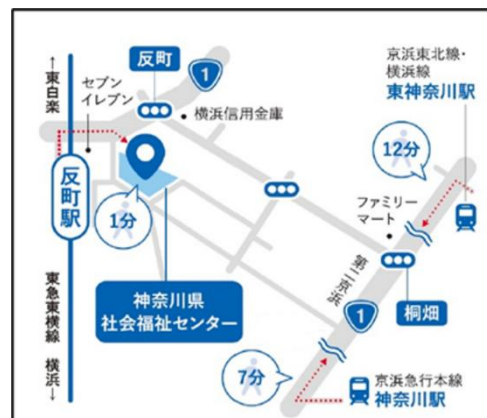 ↑東白楽
セブン
イレブン
反町
1
横浜信用金庫
京浜東北線・
横浜線
東神奈川駅
12分
反町駅
1分
ファミリー
マート
神奈川県
社会福祉センター
第二京浜
1
桐畑
東急東横線 横浜↓
7分
京浜急行本線
神奈川駅